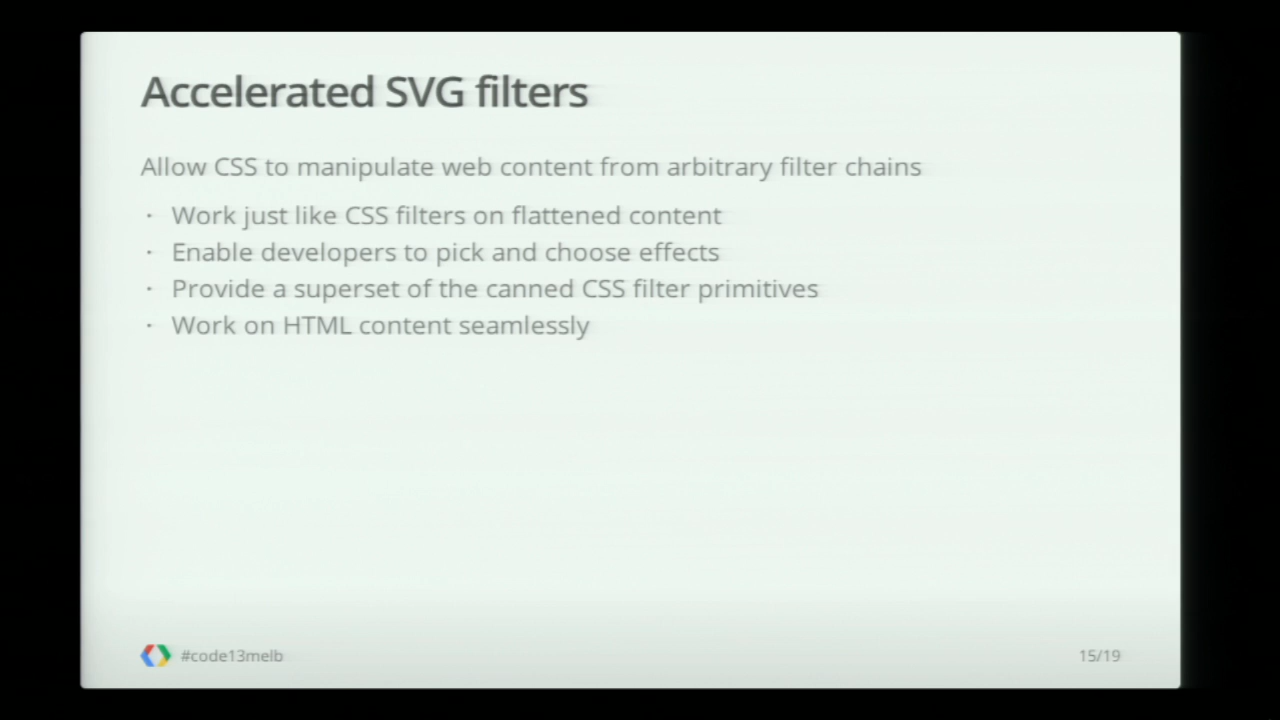 Accelerated SVG filters
Allow CSS to manipulate web content from arbitrary filter chains
· Work just like CSS filters on flattened content
· Enable developers to pick and choose effects
· Provide a superset of the canned CSS filter primitives
· Work on HTML content seamlessly
#code13melb
15/19